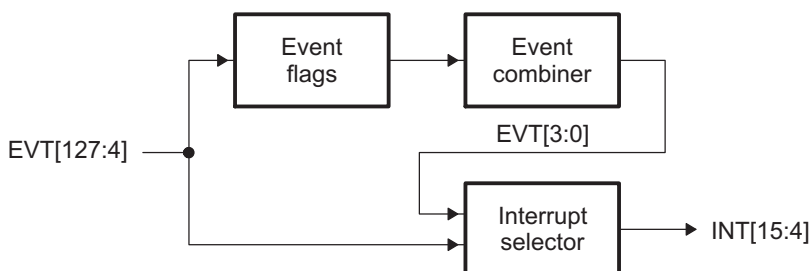 Event
flags
Event
combiner
EVT[3:0]
EVT[127:4]
Interrupt
selector
INT[15:4]